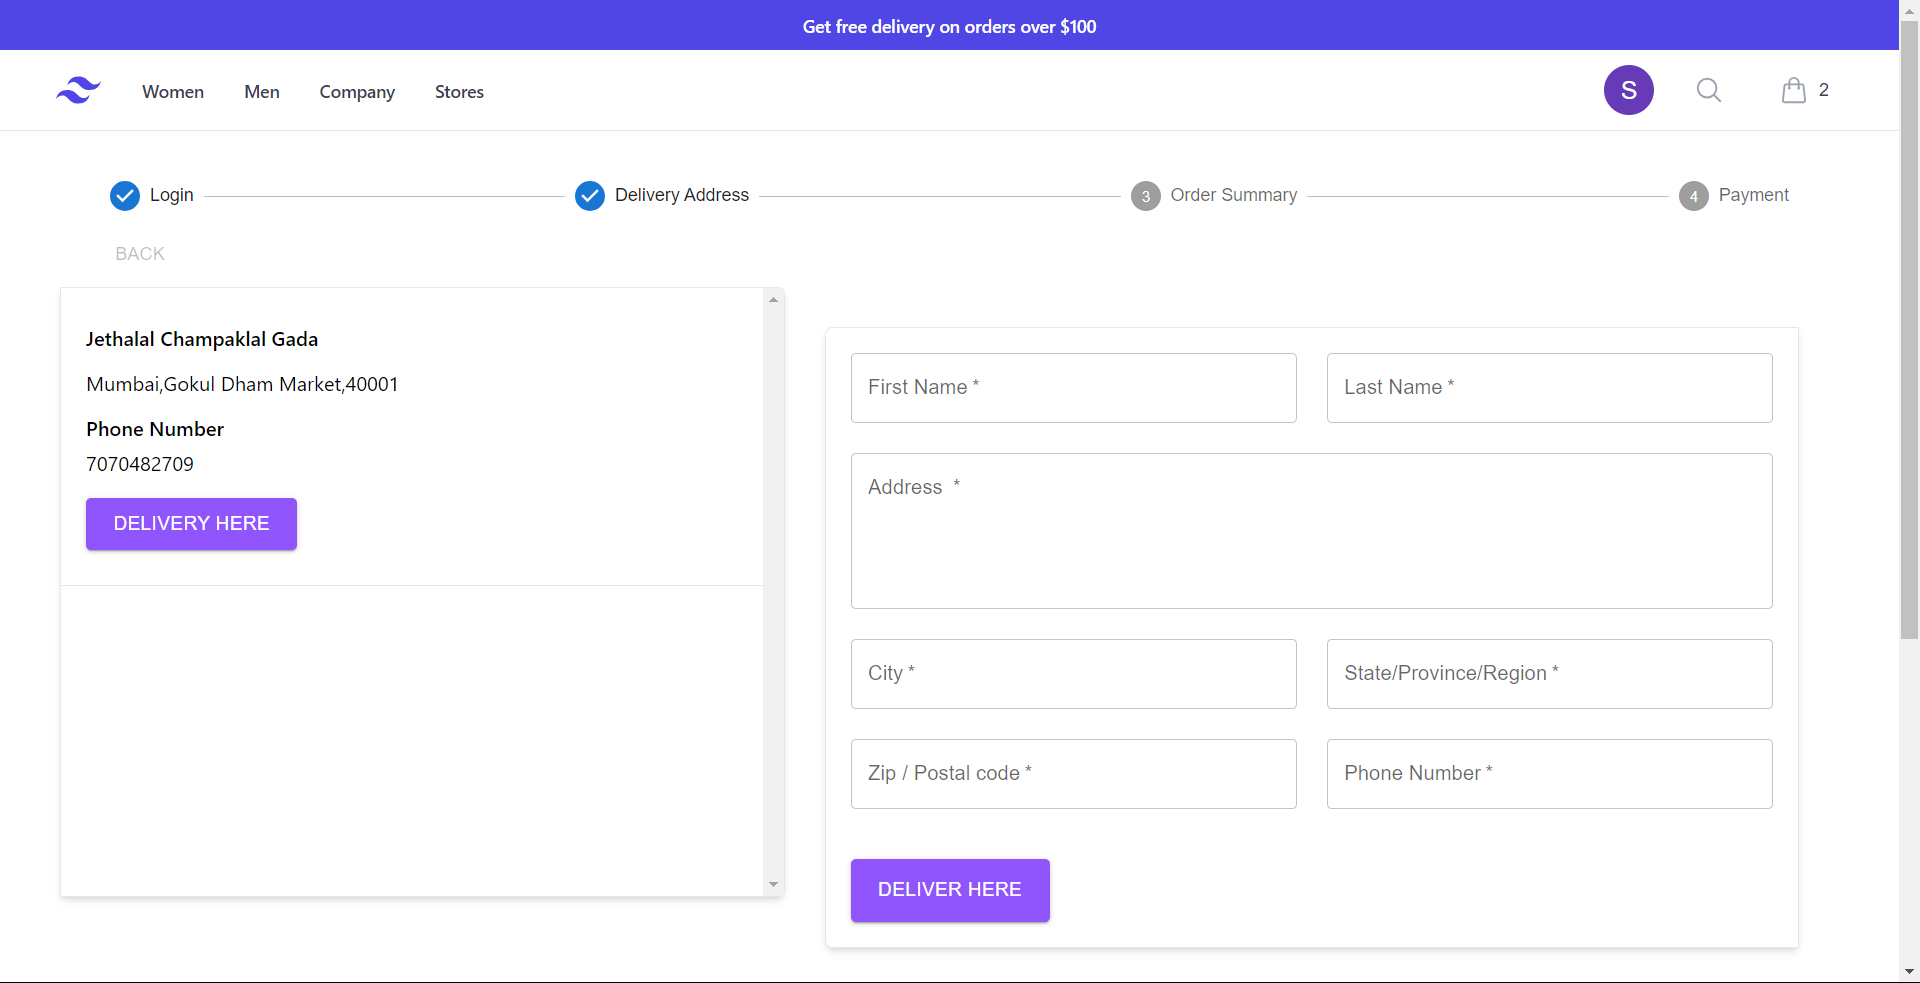 Get free delivery on orders over $100
Women Men Company Stores S 2
Login Delivery Address 3 Order Summary 4 Payment
BACK
Jethalal Champaklal Gada
Mumbai,Gokul Dham Market,40001
Phone Number
7070482709
DELIVERY HERE
First Name * Last Name *
Address *
City * State/Province/Region *
Zip / Postal code * Phone Number *
DELIVER HERE